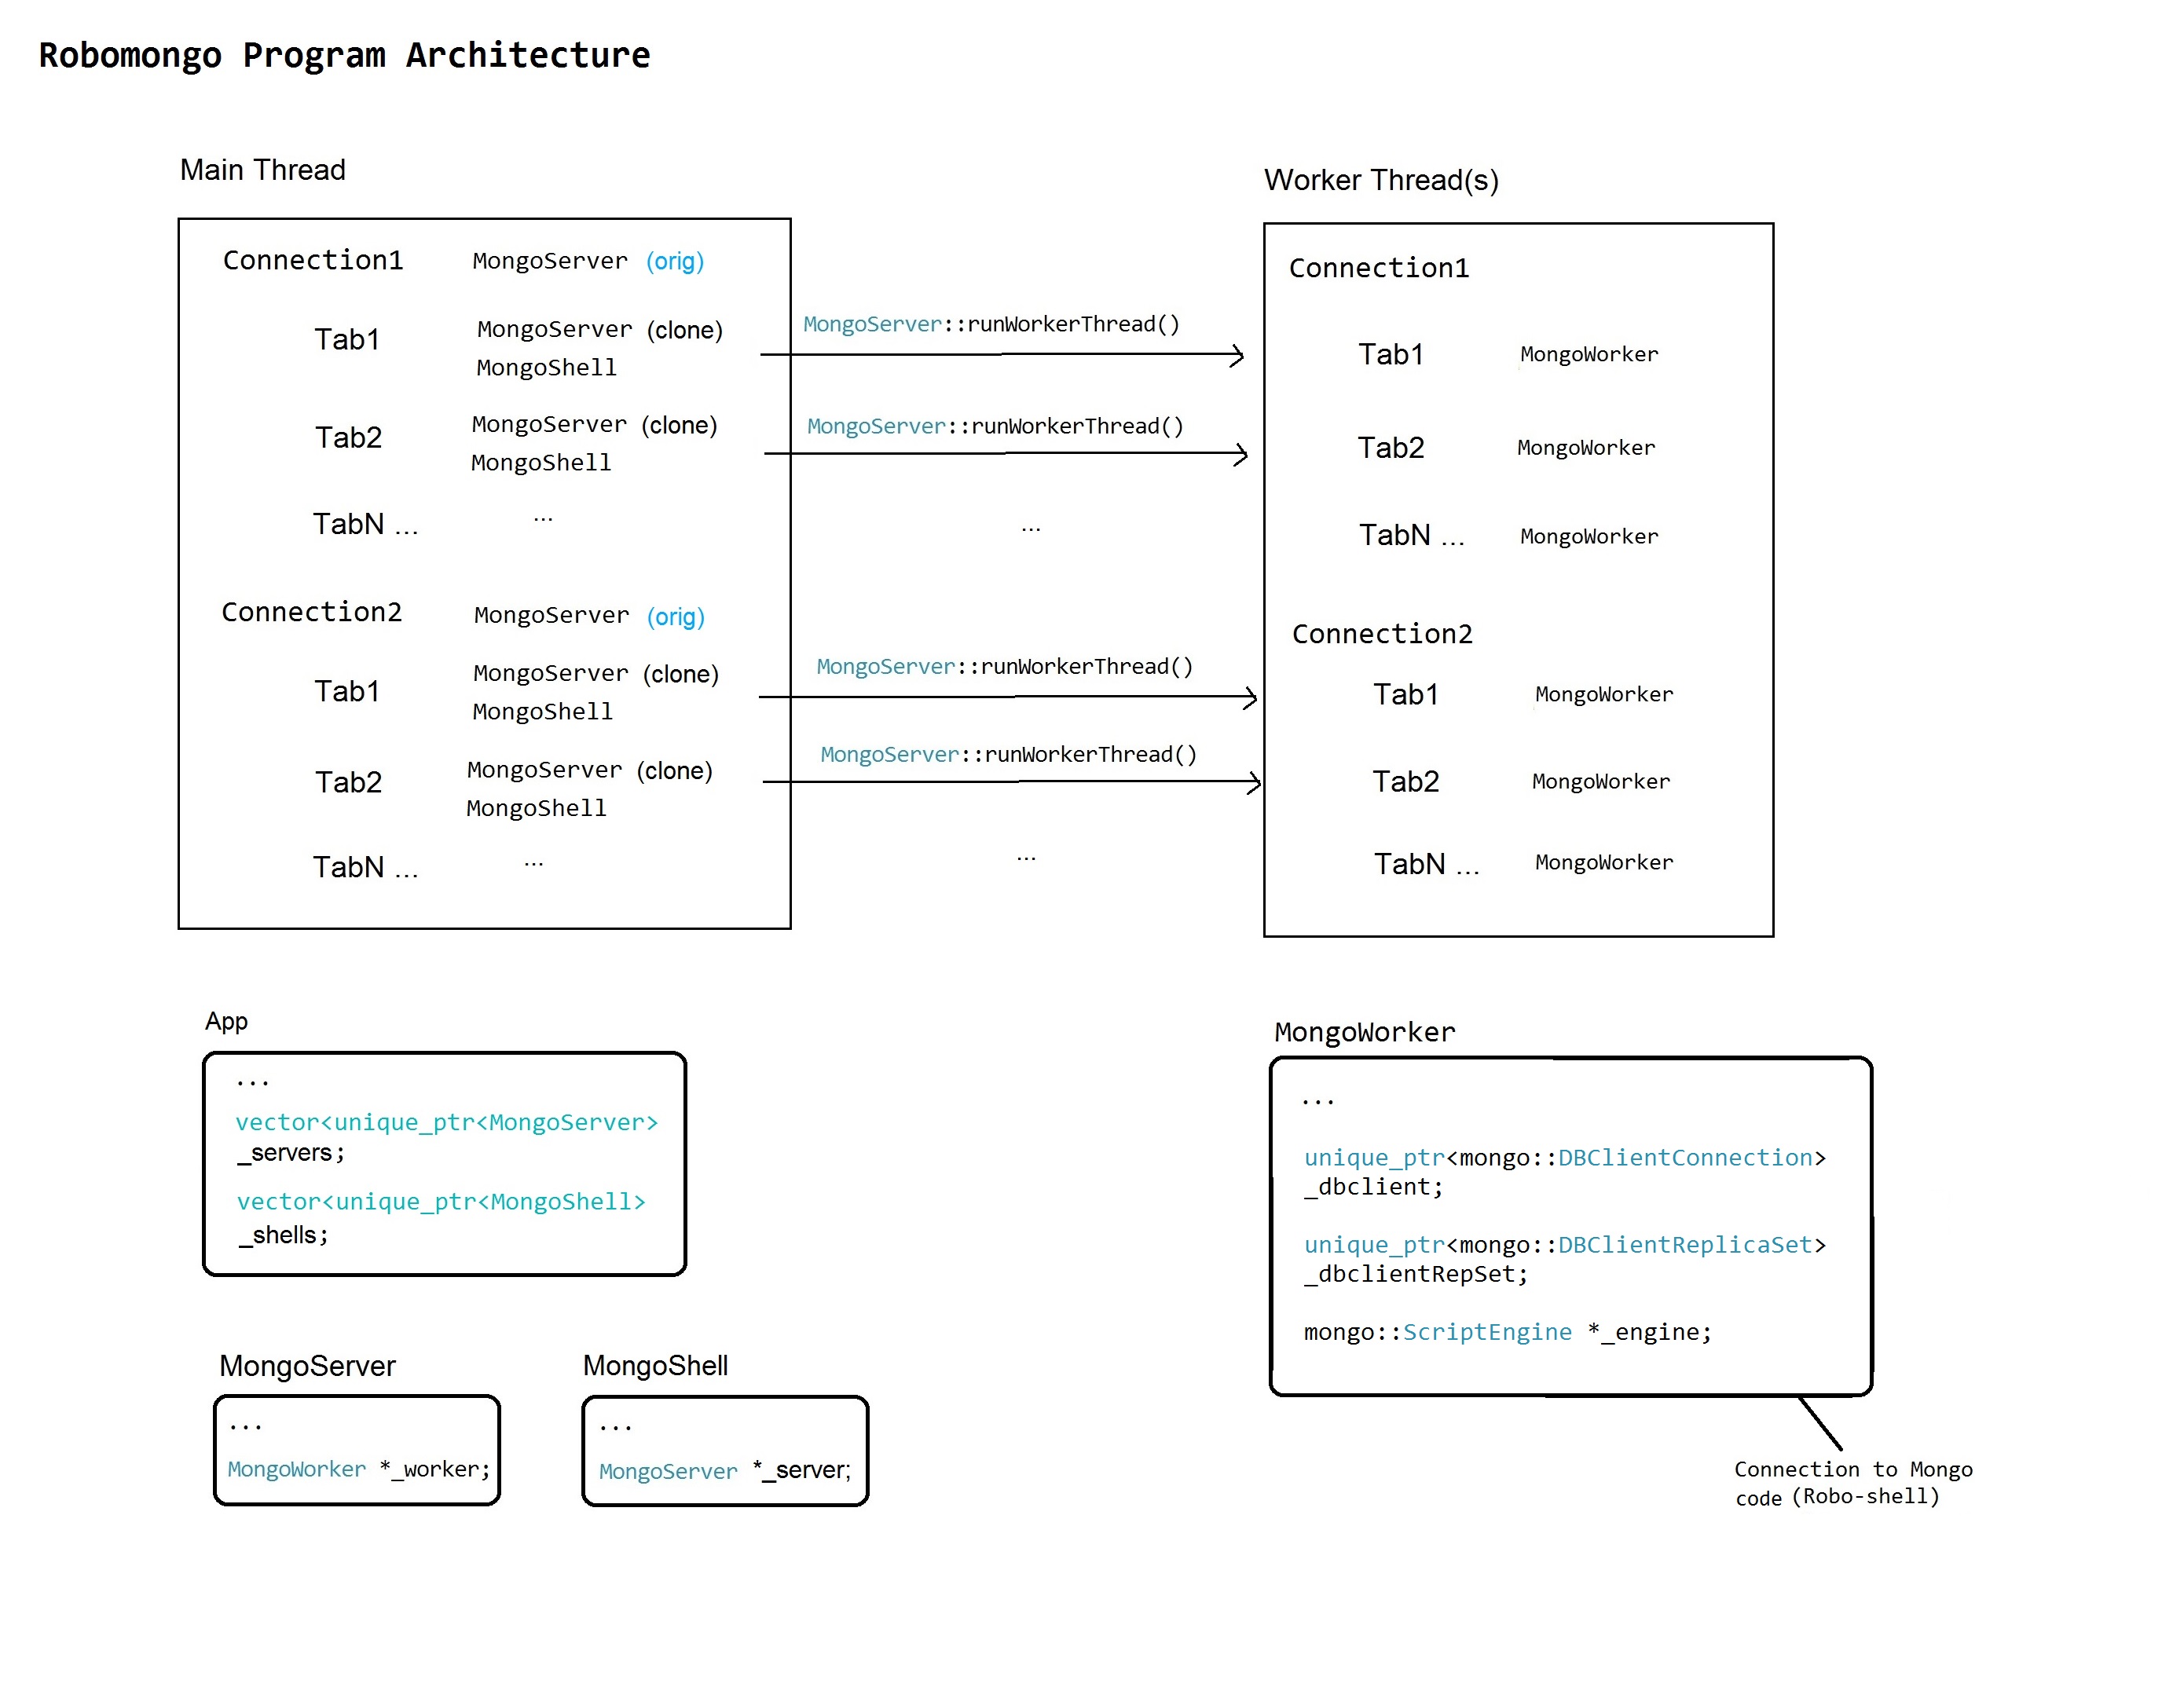 Robomongo Program Architecture
Main Thread
Connection1 MongoServer (orig)
Tab1 MongoServer (clone)
MongoShell
Tab2 MongoServer (clone)
MongoShell
TabN ... ...
Connection2 MongoServer (orig)
Tab1 MongoServer (clone)
MongoShell
Tab2 MongoServer (clone)
MongoShell
TabN ... ...
MongoServer::runWorkerThread()
MongoServer::runWorkerThread()
...
MongoServer::runWorkerThread()
MongoServer::runWorkerThread()
...
Worker Thread(s)
Connection1
Tab1 MongoWorker
Tab2 MongoWorker
TabN ... MongoWorker
Connection2
Tab1 MongoWorker
Tab2 MongoWorker
TabN ... MongoWorker
App
...
vector<unique_ptr<MongoServer>
_servers;
vector<unique_ptr<MongoShell>
_shells;
MongoServer
...
MongoWorker *_worker;
MongoShell
...
MongoServer *_server;
MongoWorker
...
unique_ptr<mongo::DBClientConnection>
_dbclient;
unique_ptr<mongo::DBClientReplicaSet>
_dbclientRepSet;
mongo::ScriptEngine *_engine;
Connection to Mongo
code (Robo-shell)